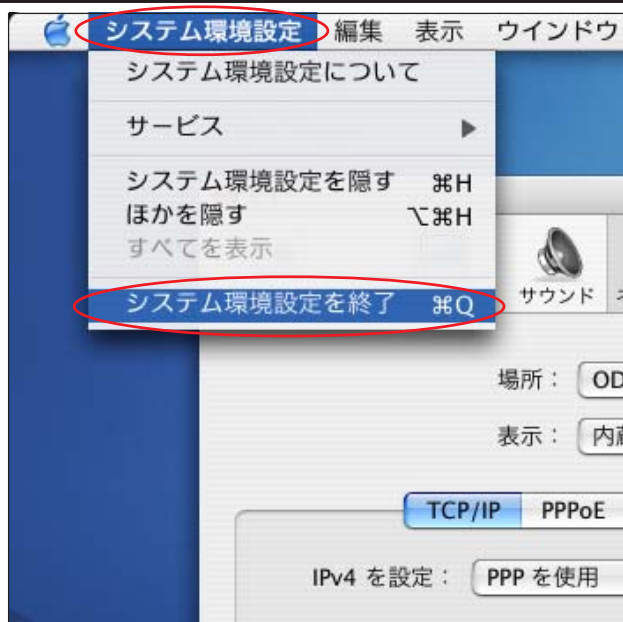 システム環境設定 編集 表示 ウインドウ
システム環境設定について
サービス
システム環境設定を隠す ⌘H
ほかを隠す ⌥⌘H
すべてを表示
システム環境設定を終了 ⌘Q
サウンド
場所： OD
表示： 内蔵
TCP/IP PPPoE
IPv4 を設定： PPP を使用